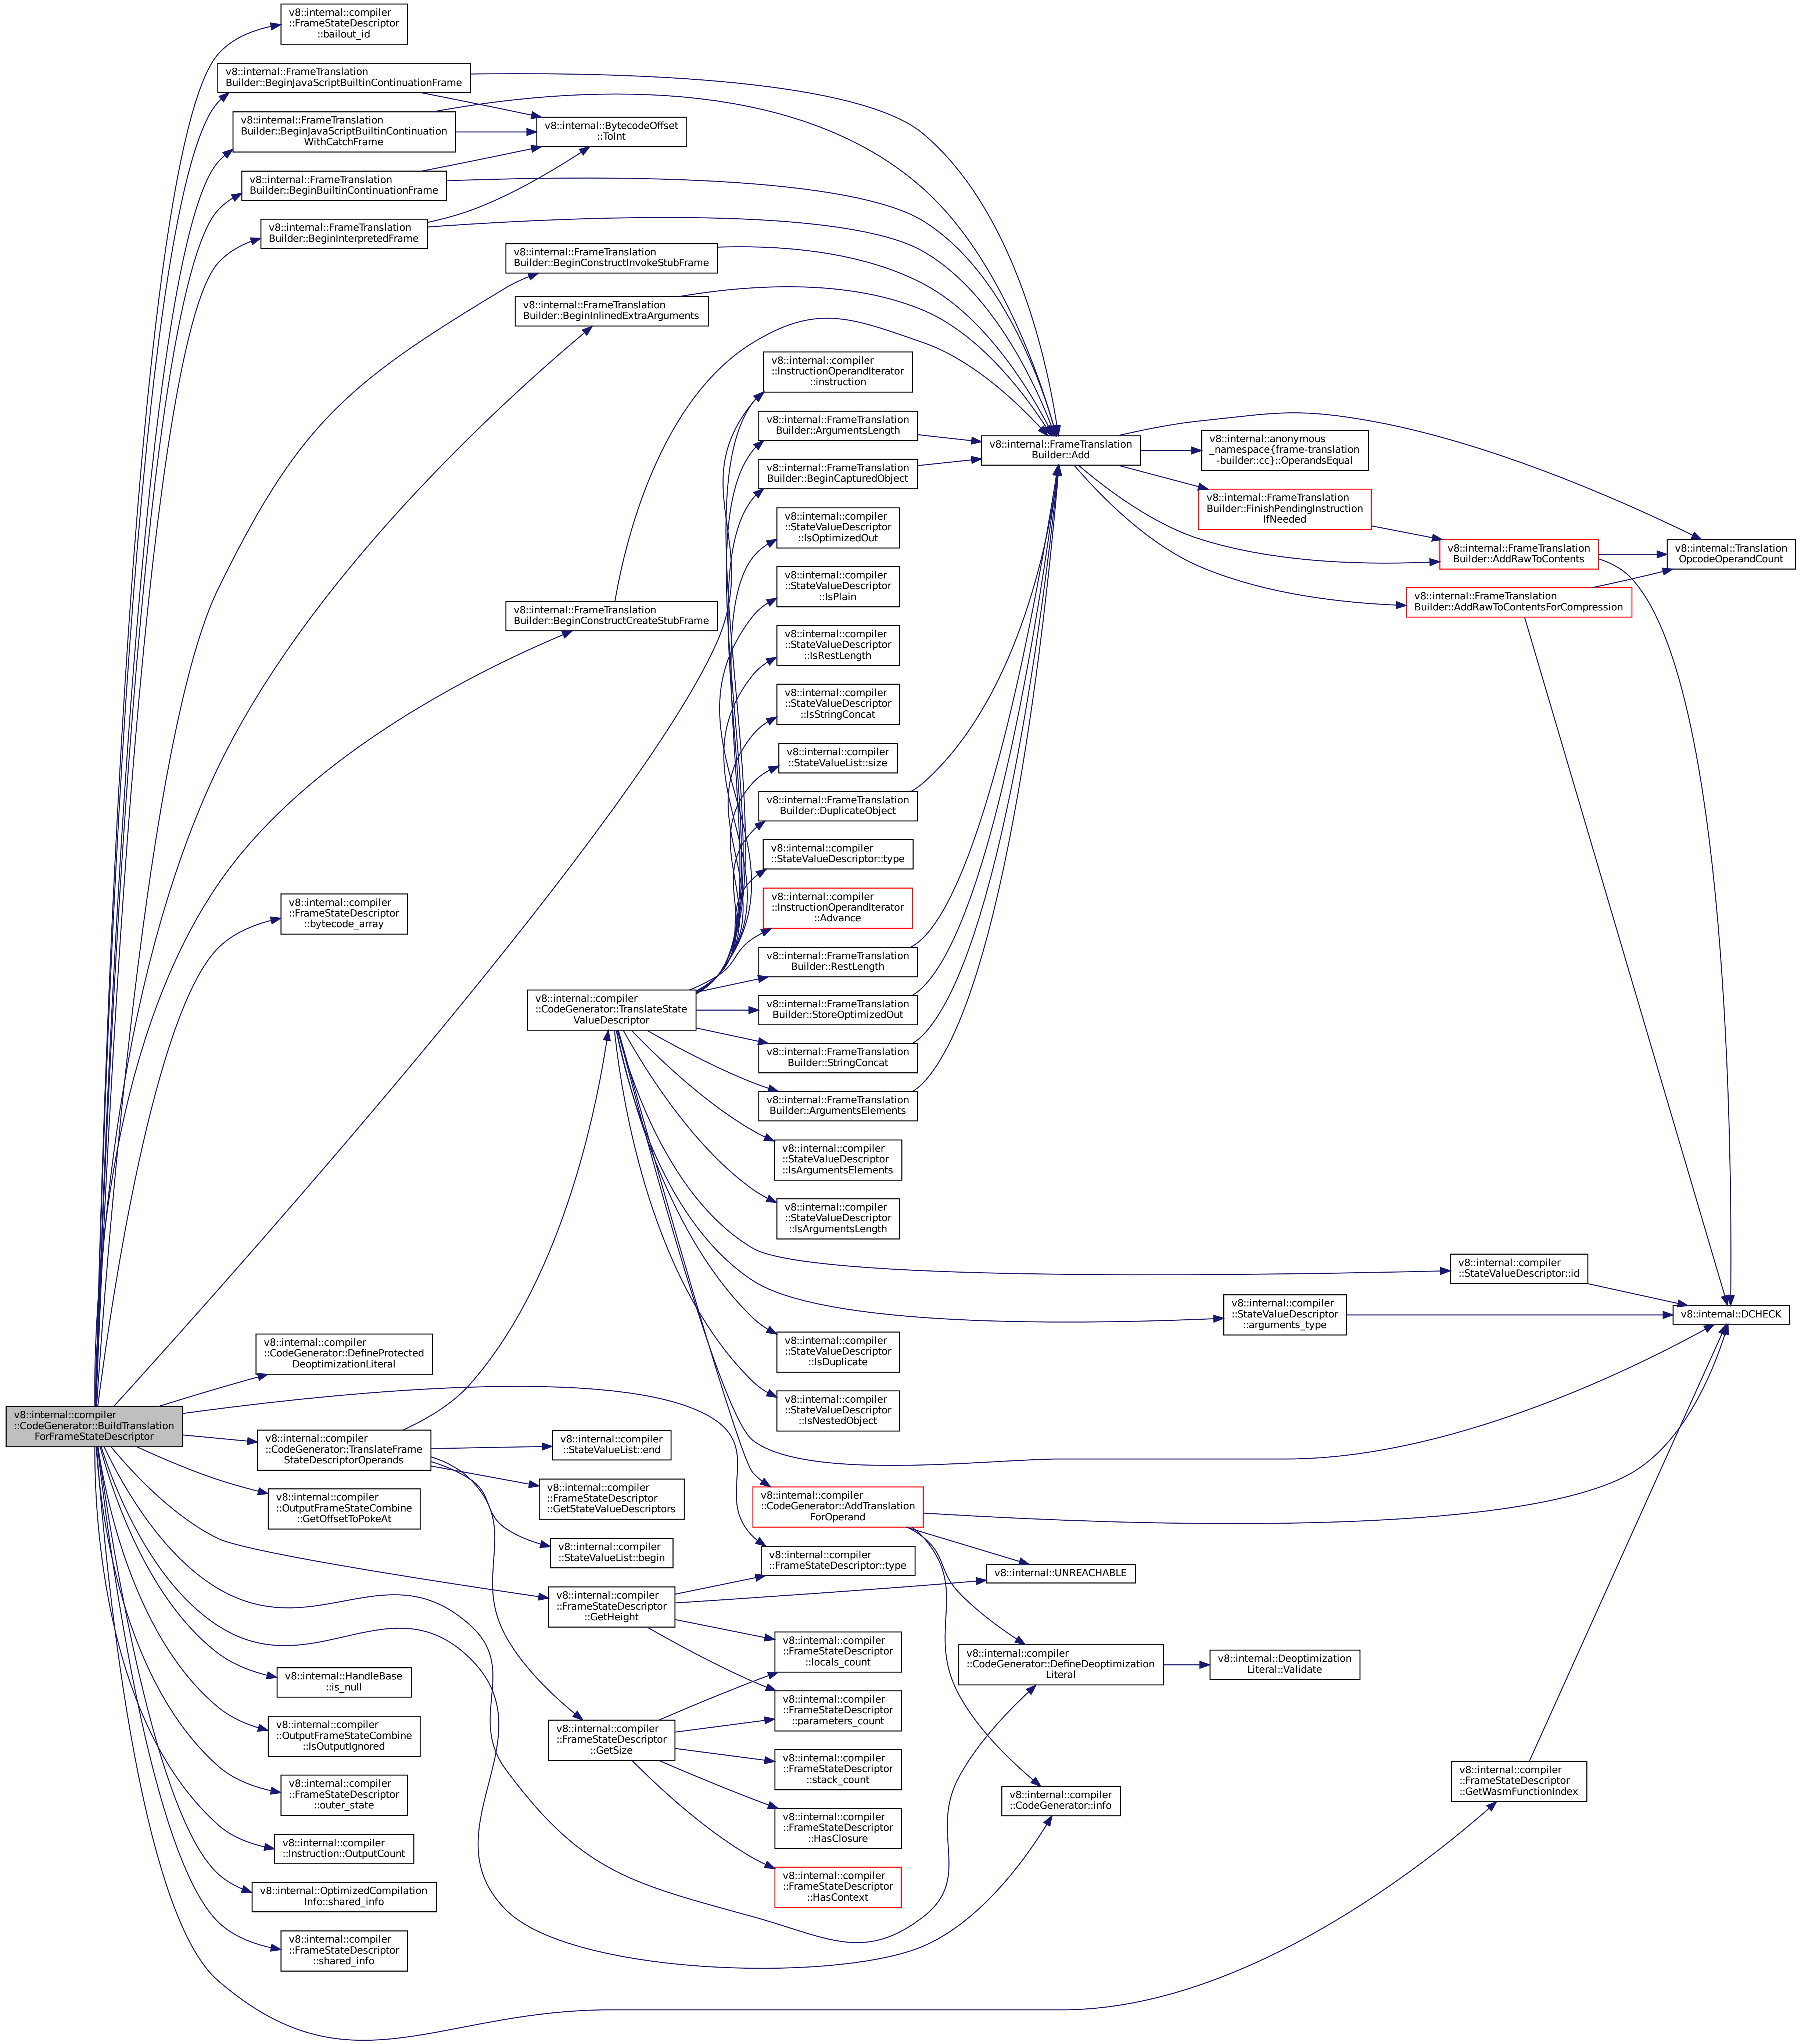 v8::internal::compiler
::FrameStateDescriptor
::bailout_id
v8::internal::FrameTranslation
Builder::BeginJavaScriptBuiltinContinuationFrame
v8::internal::FrameTranslation
Builder::BeginJavaScriptBuiltinContinuation
WithCatchFrame
v8::internal::BytecodeOffset
::ToInt
v8::internal::FrameTranslation
Builder::BeginBuiltinContinuationFrame
v8::internal::FrameTranslation
Builder::BeginInterpretedFrame
v8::internal::FrameTranslation
Builder::BeginConstructInvokeStubFrame
v8::internal::FrameTranslation
Builder::BeginInlinedExtraArguments
v8::internal::compiler
::InstructionOperandIterator
::instruction
v8::internal::FrameTranslation
Builder::ArgumentsLength
v8::internal::FrameTranslation
Builder::Add
v8::internal::anonymous
_namespace{frame-translation
-builder::cc}::OperandsEqual
v8::internal::FrameTranslation
Builder::BeginCapturedObject
v8::internal::FrameTranslation
Builder::FinishPendingInstruction
IfNeeded
v8::internal::compiler
::StateValueDescriptor
::IsOptimizedOut
v8::internal::FrameTranslation
Builder::AddRawToContents
v8::internal::Translation
OpcodeOperandCount
v8::internal::compiler
::StateValueDescriptor
::IsPlain
v8::internal::FrameTranslation
Builder::AddRawToContentsForCompression
v8::internal::FrameTranslation
Builder::BeginConstructCreateStubFrame
v8::internal::compiler
::StateValueDescriptor
::IsRestLength
v8::internal::compiler
::StateValueDescriptor
::IsStringConcat
v8::internal::compiler
::StateValueList::size
v8::internal::FrameTranslation
Builder::DuplicateObject
v8::internal::compiler
::StateValueDescriptor::type
v8::internal::compiler
::InstructionOperandIterator
::Advance
v8::internal::compiler
::FrameStateDescriptor
::bytecode_array
v8::internal::FrameTranslation
Builder::RestLength
v8::internal::compiler
::CodeGenerator::TranslateState
ValueDescriptor
v8::internal::FrameTranslation
Builder::StoreOptimizedOut
v8::internal::FrameTranslation
Builder::StringConcat
v8::internal::FrameTranslation
Builder::ArgumentsElements
v8::internal::compiler
::StateValueDescriptor
::IsArgumentsElements
v8::internal::compiler
::StateValueDescriptor
::IsArgumentsLength
v8::internal::compiler
::StateValueDescriptor::id
v8::internal::compiler
::StateValueDescriptor
::arguments_type
v8::internal::DCHECK
v8::internal::compiler
::CodeGenerator::DefineProtected
DeoptimizationLiteral
v8::internal::compiler
::StateValueDescriptor
::IsDuplicate
v8::internal::compiler
::StateValueDescriptor
::IsNestedObject
v8::internal::compiler
::CodeGenerator::BuildTranslation
ForFrameStateDescriptor
v8::internal::compiler
::CodeGenerator::TranslateFrame
StateDescriptorOperands
v8::internal::compiler
::StateValueList::end
v8::internal::compiler
::FrameStateDescriptor
::GetStateValueDescriptors
v8::internal::compiler
::OutputFrameStateCombine
::GetOffsetToPokeAt
v8::internal::compiler
::CodeGenerator::AddTranslation
ForOperand
v8::internal::compiler
::StateValueList::begin
v8::internal::compiler
::FrameStateDescriptor::type
v8::internal::UNREACHABLE
v8::internal::compiler
::FrameStateDescriptor
::GetHeight
v8::internal::compiler
::FrameStateDescriptor
::locals_count
v8::internal::compiler
::CodeGenerator::DefineDeoptimization
Literal
v8::internal::Deoptimization
Literal::Validate
v8::internal::HandleBase
::is_null
v8::internal::compiler
::FrameStateDescriptor
::parameters_count
v8::internal::compiler
::OutputFrameStateCombine
::IsOutputIgnored
v8::internal::compiler
::FrameStateDescriptor
::GetSize
v8::internal::compiler
::FrameStateDescriptor
::stack_count
v8::internal::compiler
::FrameStateDescriptor
::GetWasmFunctionIndex
v8::internal::compiler
::FrameStateDescriptor
::outer_state
v8::internal::compiler
::CodeGenerator::info
v8::internal::compiler
::FrameStateDescriptor
::HasClosure
v8::internal::compiler
::Instruction::OutputCount
v8::internal::compiler
::FrameStateDescriptor
::HasContext
v8::internal::OptimizedCompilation
Info::shared_info
v8::internal::compiler
::FrameStateDescriptor
::shared_info